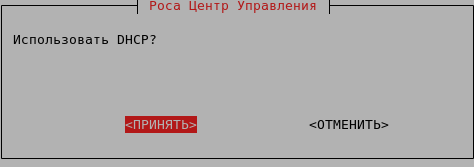 Роса Центр Управления
Использовать DHCP?
<ПРИНЯТЬ> <ОТМЕНИТЬ>